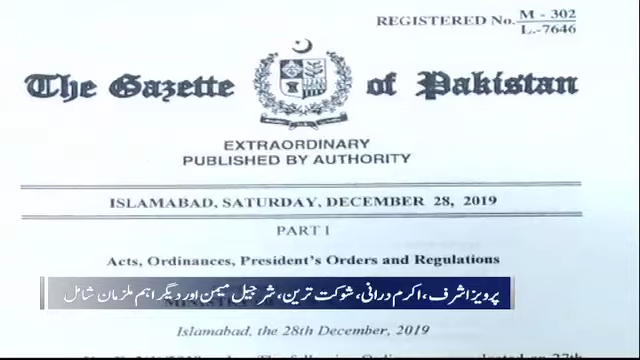 REGISTERED No. M - 302
L.-7646
The Gazette of Pakistan
EXTRAORDINARY
PUBLISHED BY AUTHORITY
ISLAMABAD, SATURDAY, DECEMBER 28, 2019
PART I
Acts, Ordinances, President's Orders and Regulations
پرویز اشرف، اکرم درانی، شوکت ترین، شرجیل میمن اور دیگر اہم ملزمان شامل
Islamabad, the 28th December, 2019